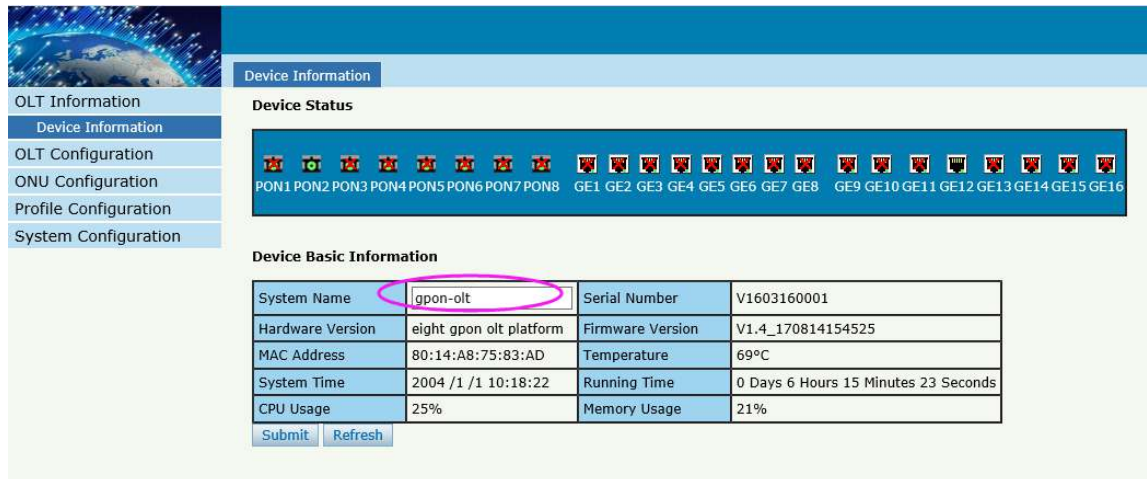 Device Information
OLT Information
Device Information
OLT Configuration
ONU Configuration
Profile Configuration
System Configuration
Device Status
PON1 PON2 PON3 PON4 PON5 PON6 PON7 PON8 GE1 GE2 GE3 GE4 GE5 GE6 GE7 GE8 GE9 GE10 GE11 GE12 GE13 GE14 GE15 GE16
Device Basic Information
System Name gpon-olt Serial Number V1603160001
Hardware Version eight gpon olt platform Firmware Version V1.4_170814154525
MAC Address 80:14:A8:75:83:AD Temperature 69°C
System Time 2004 /1 /1 10:18:22 Running Time 0 Days 6 Hours 15 Minutes 23 Seconds
CPU Usage 25% Memory Usage 21%
Submit Refresh